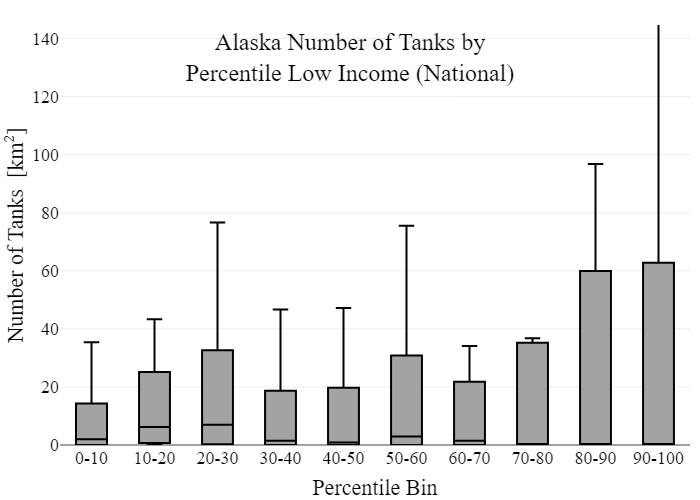 Alaska Number of Tanks by
Percentile Low Income (National)
Number of Tanks [km²]
140
120
100
80
60
40
20
0
0-10 10-20 20-30 30-40 40-50 50-60 60-70 70-80 80-90 90-100
Percentile Bin